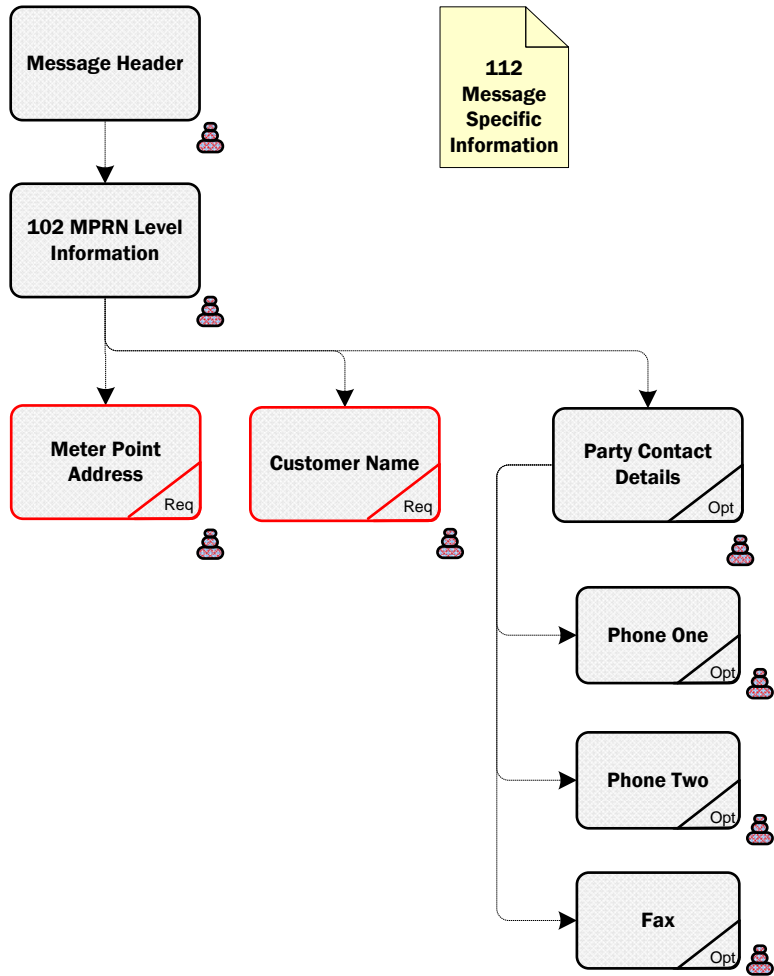 Message Header
112
Message
Specific
Information
102 MPRN Level
Information
Meter Point
Address
Req
Customer Name
Req
Party Contact
Details
Opt
Phone One
Opt
Phone Two
Opt
Fax
Opt